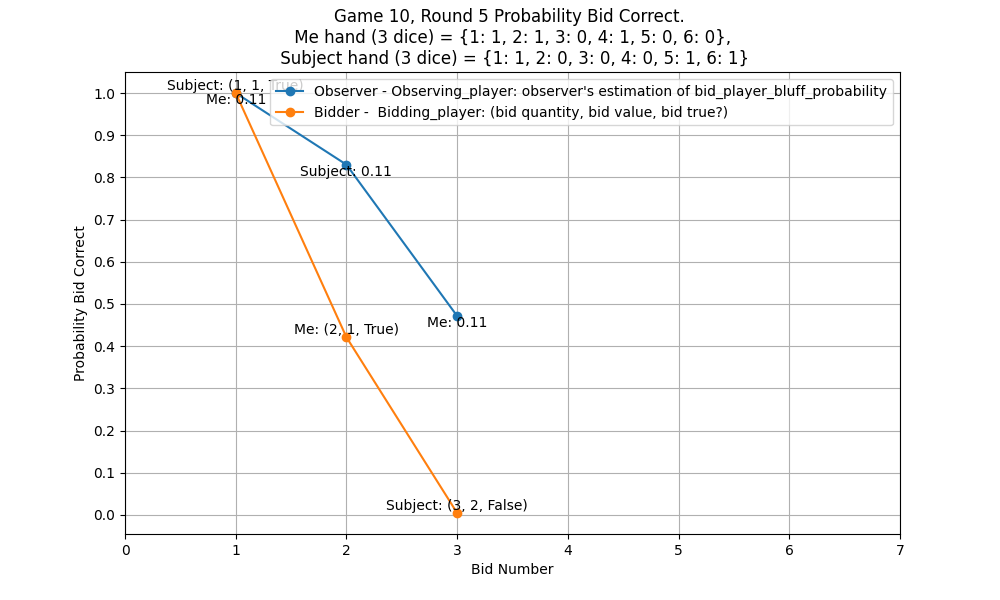 Game 10, Round 5 Probability Bid Correct.
Me hand (3 dice) = {1: 1, 2: 1, 3: 0, 4: 1, 5: 0, 6: 0},
Subject hand (3 dice) = {1: 1, 2: 0, 3: 0, 4: 0, 5: 1, 6: 1}
Subject: (1, 1, True)
Me: 0.11
Observer - Observing_player: observer's estimation of bid_player_bluff_probability
Bidder -  Bidding_player: (bid quantity, bid value, bid true?)
Subject: 0.11
Me: 0.11
Me: (2, 1, True)
Subject: (3, 2, False)
1.0
0.9
0.8
0.7
0.6
0.5
0.4
0.3
0.2
0.1
0.0
Probability Bid Correct
0 1 2 3 4 5 6 7
Bid Number